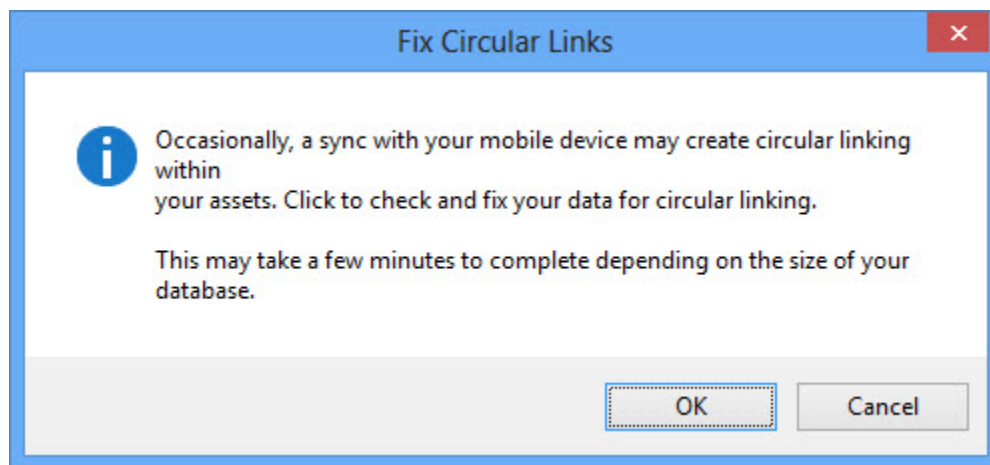 Fix Circular Links
Occasionally, a sync with your mobile device may create circular linking
within
your assets. Click to check and fix your data for circular linking.
This may take a few minutes to complete depending on the size of your
database.
OK
Cancel